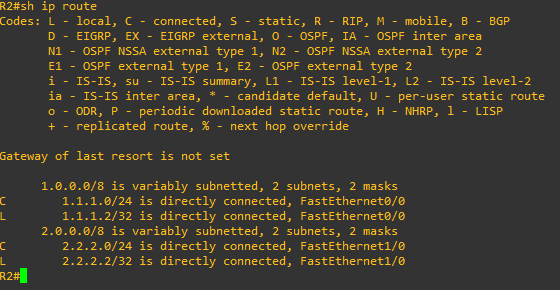 R2#sh ip route
Codes: L - local, C - connected, S - static, R - RIP, M - mobile, B - BGP
       D - EIGRP, EX - EIGRP external, O - OSPF, IA - OSPF inter area
       N1 - OSPF NSSA external type 1, N2 - OSPF NSSA external type 2
       E1 - OSPF external type 1, E2 - OSPF external type 2
       i - IS-IS, su - IS-IS summary, L1 - IS-IS level-1, L2 - IS-IS level-2
       ia - IS-IS inter area, * - candidate default, U - per-user static route
       o - ODR, P - periodic downloaded static route, H - NHRP, l - LISP
       + - replicated route, % - next hop override

Gateway of last resort is not set

      1.0.0.0/8 is variably subnetted, 2 subnets, 2 masks
C        1.1.1.0/24 is directly connected, FastEthernet0/0
L        1.1.1.2/32 is directly connected, FastEthernet0/0
      2.0.0.0/8 is variably subnetted, 2 subnets, 2 masks
C        2.2.2.0/24 is directly connected, FastEthernet1/0
L        2.2.2.2/32 is directly connected, FastEthernet1/0
R2#